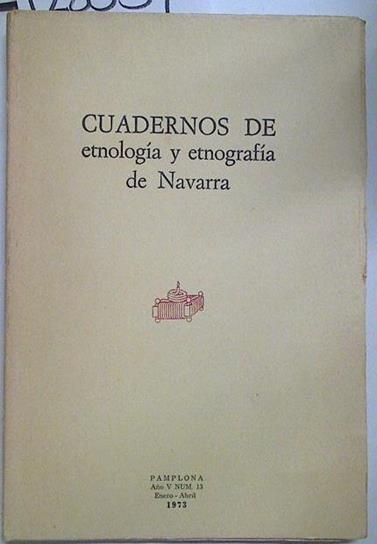 CUADERNOS DE
etnología y etnografía
de Navarra
PAMPLONA
Año V NUM. 13
Enero - Abril
1973